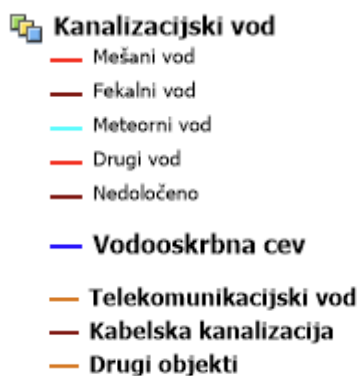 Kanalizacijski vod
Mešani vod
Fekalni vod
Meteorni vod
Drugi vod
Nedoločeno
Vodooskrbna cev
Telekomunikacijski vod
Kabelska kanalizacija
Drugi objekti